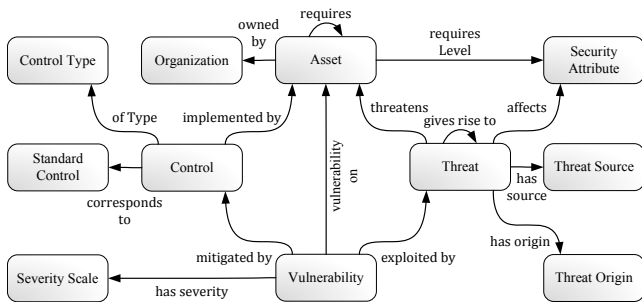 requires
owned
by
requires
Level
Control Type
Organization
Asset
Security
Attribute
of Type
implemented by
threatens
gives rise to
affects
Standard
Control
Control
vulnerability
on
Threat
Threat Source
has
source
corresponds
to
mitigated by
exploited by
has origin
Severity Scale
has severity
Vulnerability
Threat Origin